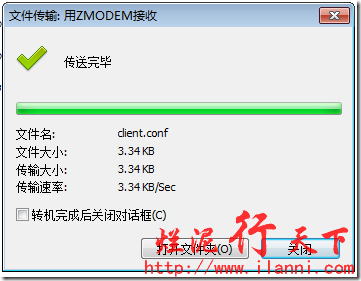 文件传输: 用ZMODEM接收
传送完毕
文件名: client.conf
文件大小: 3.34 KB
传输大小: 3.34 KB
传输速率: 3.34 KB/Sec
转机完成后关闭对话框(C)
烂泥行天下
打开文件夹(O) 关闭
http://www.ilanni.com